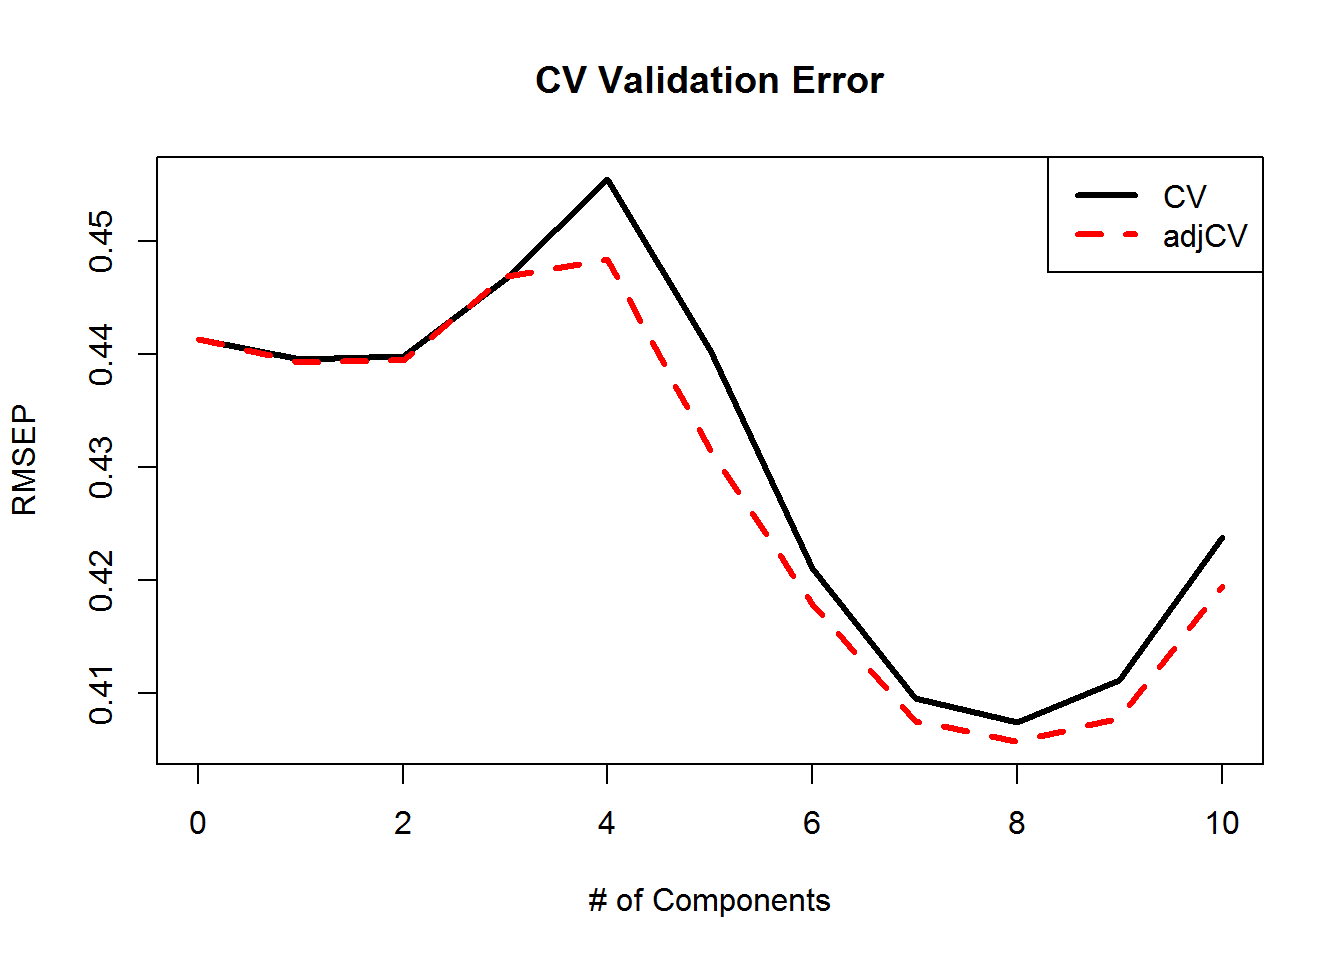 CV Validation Error
CV
adjCV
RMSEP
0.45
0.44
0.43
0.42
0.41
0 2 4 6 8 10
# of Components